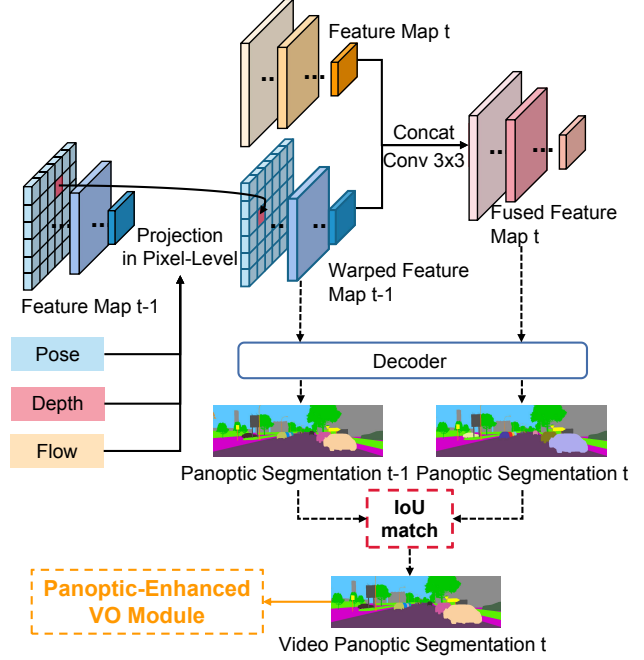 Feature Map t
Concat
Conv 3x3
Projection
in Pixel-Level
Fused Feature
Map t
Feature Map t-1
Warped Feature
Map t-1
Pose
Depth
Flow
Decoder
Panoptic Segmentation t-1
Panoptic Segmentation t
IoU
match
Panoptic-Enhanced
VO Module
Video Panoptic Segmentation t